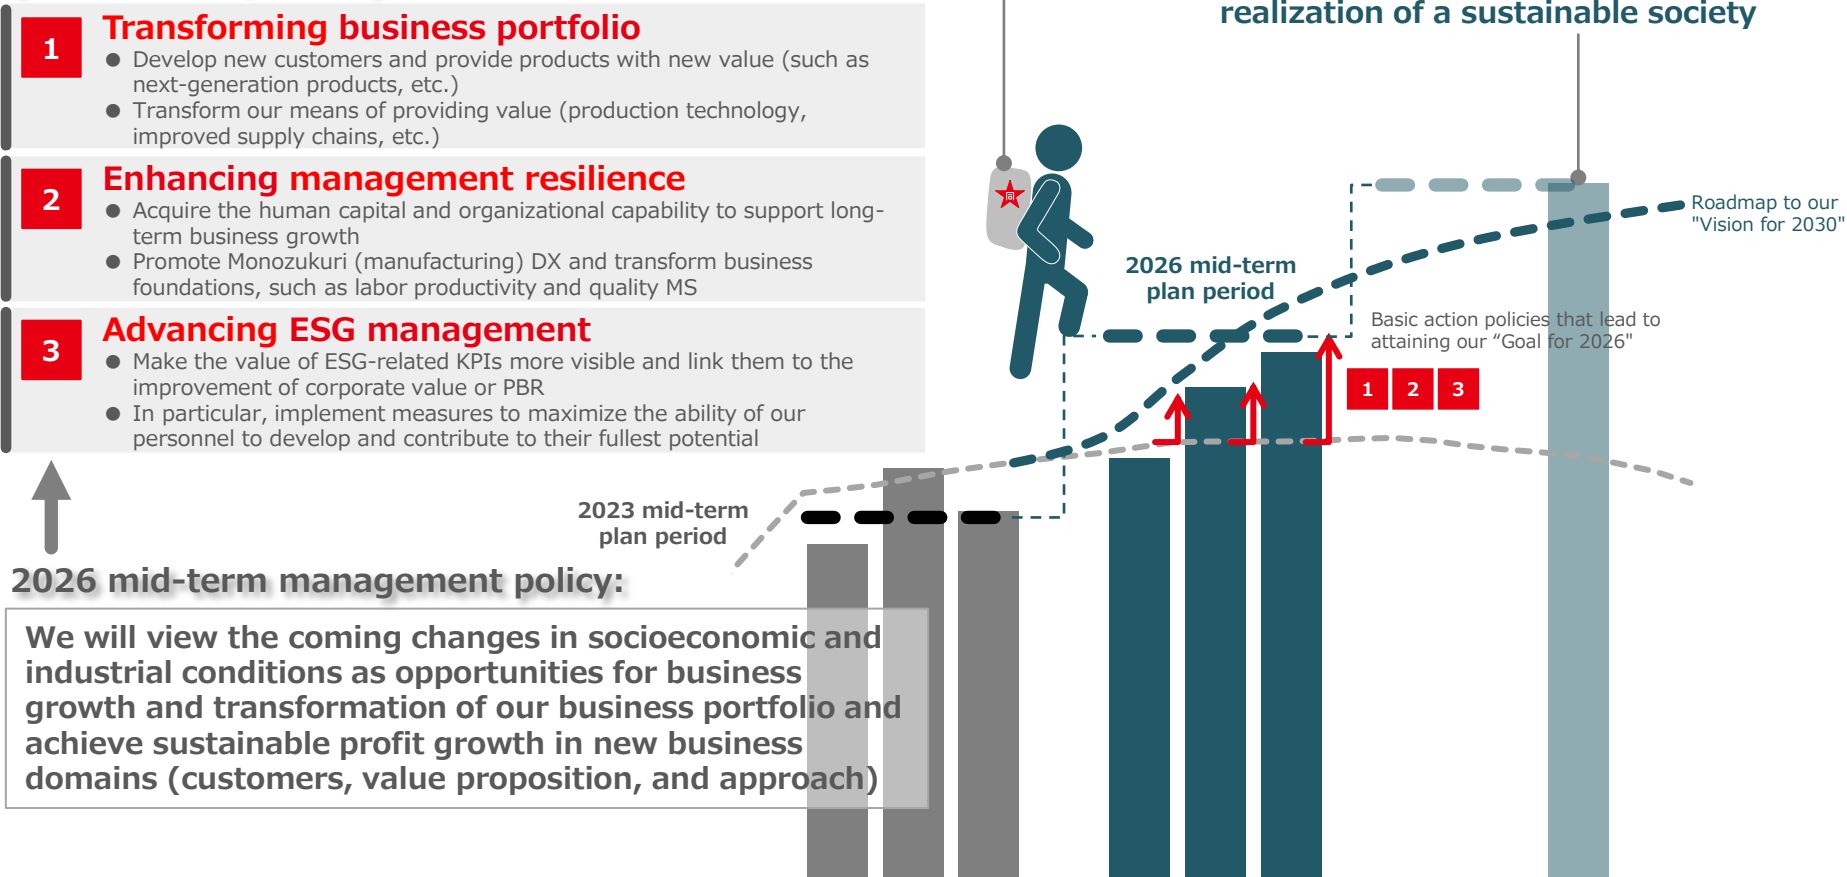 1
Transforming business portfolio
● Develop new customers and provide products with new value (such as
next-generation products, etc.)
● Transform our means of providing value (production technology,
improved supply chains, etc.)
2
Enhancing management resilience
● Acquire the human capital and organizational capability to support long-
term business growth
● Promote Monozukuri (manufacturing) DX and transform business
foundations, such as labor productivity and quality MS
3
Advancing ESG management
● Make the value of ESG-related KPIs more visible and link them to the
improvement of corporate value or PBR
● In particular, implement measures to maximize the ability of our
personnel to develop and contribute to their fullest potential
2026 mid-term management policy:
We will view the coming changes in socioeconomic and
industrial conditions as opportunities for business
growth and transformation of our business portfolio and
achieve sustainable profit growth in new business
domains (customers, value proposition, and approach)
realization of a sustainable society
Roadmap to our
"Vision for 2030"
2026 mid-term
plan period
Basic action policies that lead to
attaining our “Goal for 2026"
1 2 3
2023 mid-term
plan period